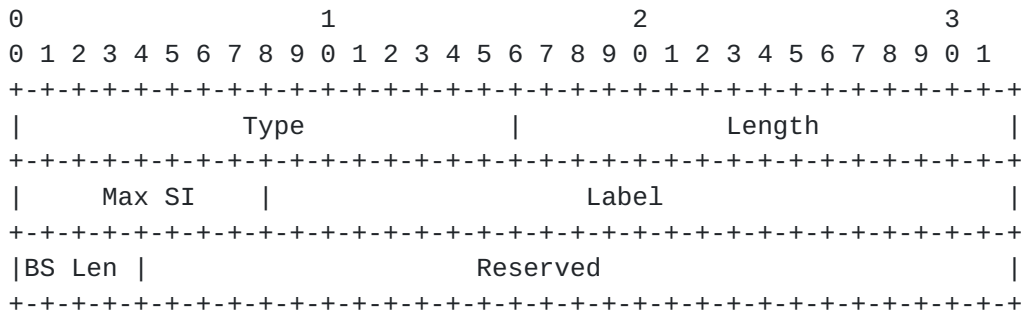 0                   1                   2                   3
0 1 2 3 4 5 6 7 8 9 0 1 2 3 4 5 6 7 8 9 0 1 2 3 4 5 6 7 8 9 0 1
+-+-+-+-+-+-+-+-+-+-+-+-+-+-+-+-+-+-+-+-+-+-+-+-+-+-+-+-+-+-+-+-+
|              Type             |             Length            |
+-+-+-+-+-+-+-+-+-+-+-+-+-+-+-+-+-+-+-+-+-+-+-+-+-+-+-+-+-+-+-+-+
|     Max SI    |                    Label                      |
+-+-+-+-+-+-+-+-+-+-+-+-+-+-+-+-+-+-+-+-+-+-+-+-+-+-+-+-+-+-+-+-+
|BS Len |                     Reserved                          |
+-+-+-+-+-+-+-+-+-+-+-+-+-+-+-+-+-+-+-+-+-+-+-+-+-+-+-+-+-+-+-+-+